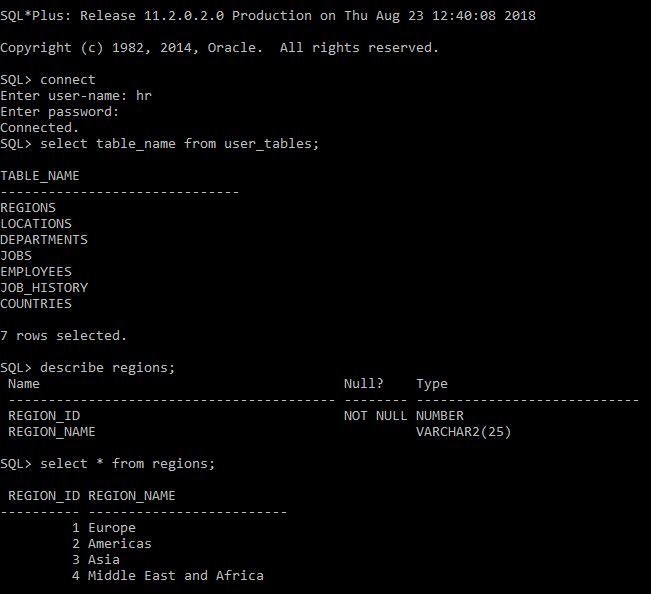 SQL*Plus: Release 11.2.0.2.0 Production on Thu Aug 23 12:40:08 2018
Copyright (c) 1982, 2014, Oracle.  All rights reserved.
SQL> connect
Enter user-name: hr
Enter password:
Connected.
SQL> select table_name from user_tables;
TABLE_NAME
------------------------------
REGIONS
LOCATIONS
DEPARTMENTS
JOBS
EMPLOYEES
JOB_HISTORY
COUNTRIES
7 rows selected.
SQL> describe regions;
 Name                                      Null?    Type
 ----------------------------------------- -------- ----------------------------
 REGION_ID                                 NOT NULL NUMBER
 REGION_NAME                                        VARCHAR2(25)
SQL> select * from regions;
 REGION_ID REGION_NAME
---------- -------------------------
         1 Europe
         2 Americas
         3 Asia
         4 Middle East and Africa